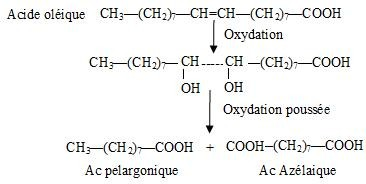 Acide oléique CH₃—(CH₂)₇—CH=CH—(CH₂)₇—COOH
Oxydation
CH₃—(CH₂)₇— CH ----- CH —(CH₂)₇—COOH
OH OH
Oxydation poussée
CH₃—(CH₂)₇—COOH + COOH—(CH₂)₇—COOH
Ac pelargonique Ac Azélaique